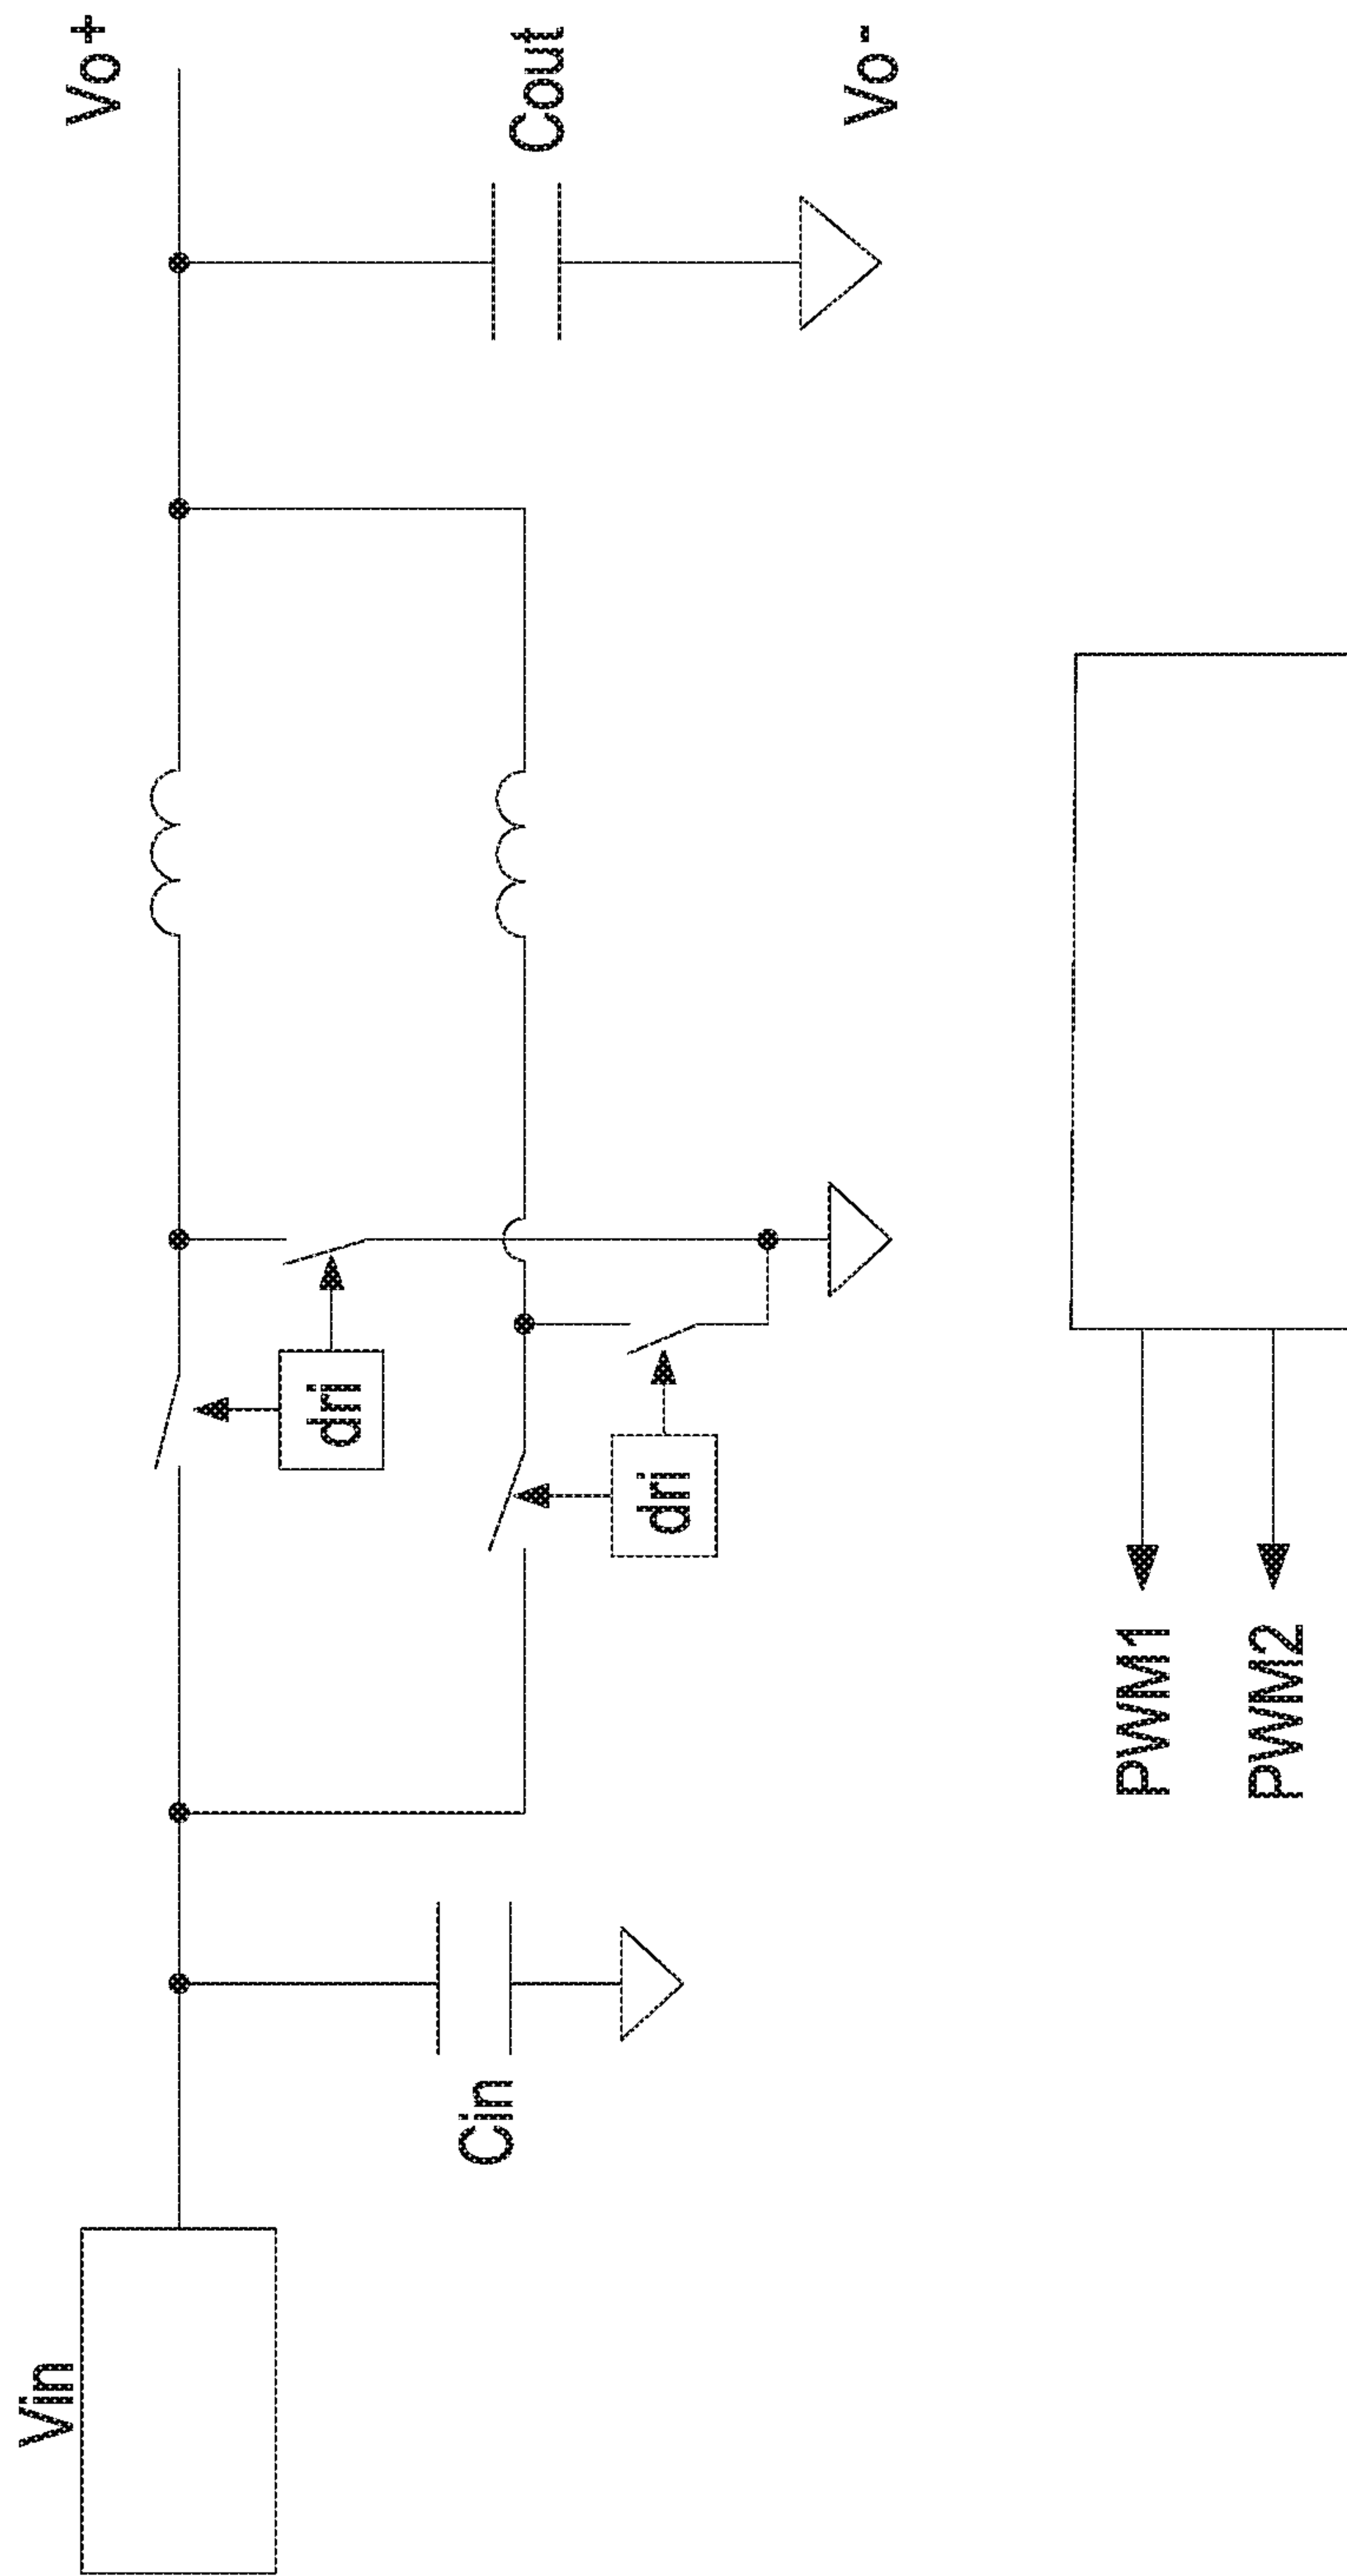 Vin
Cin
dri
dri
Vo+
Cout
Vo-
PWM1
PWM2